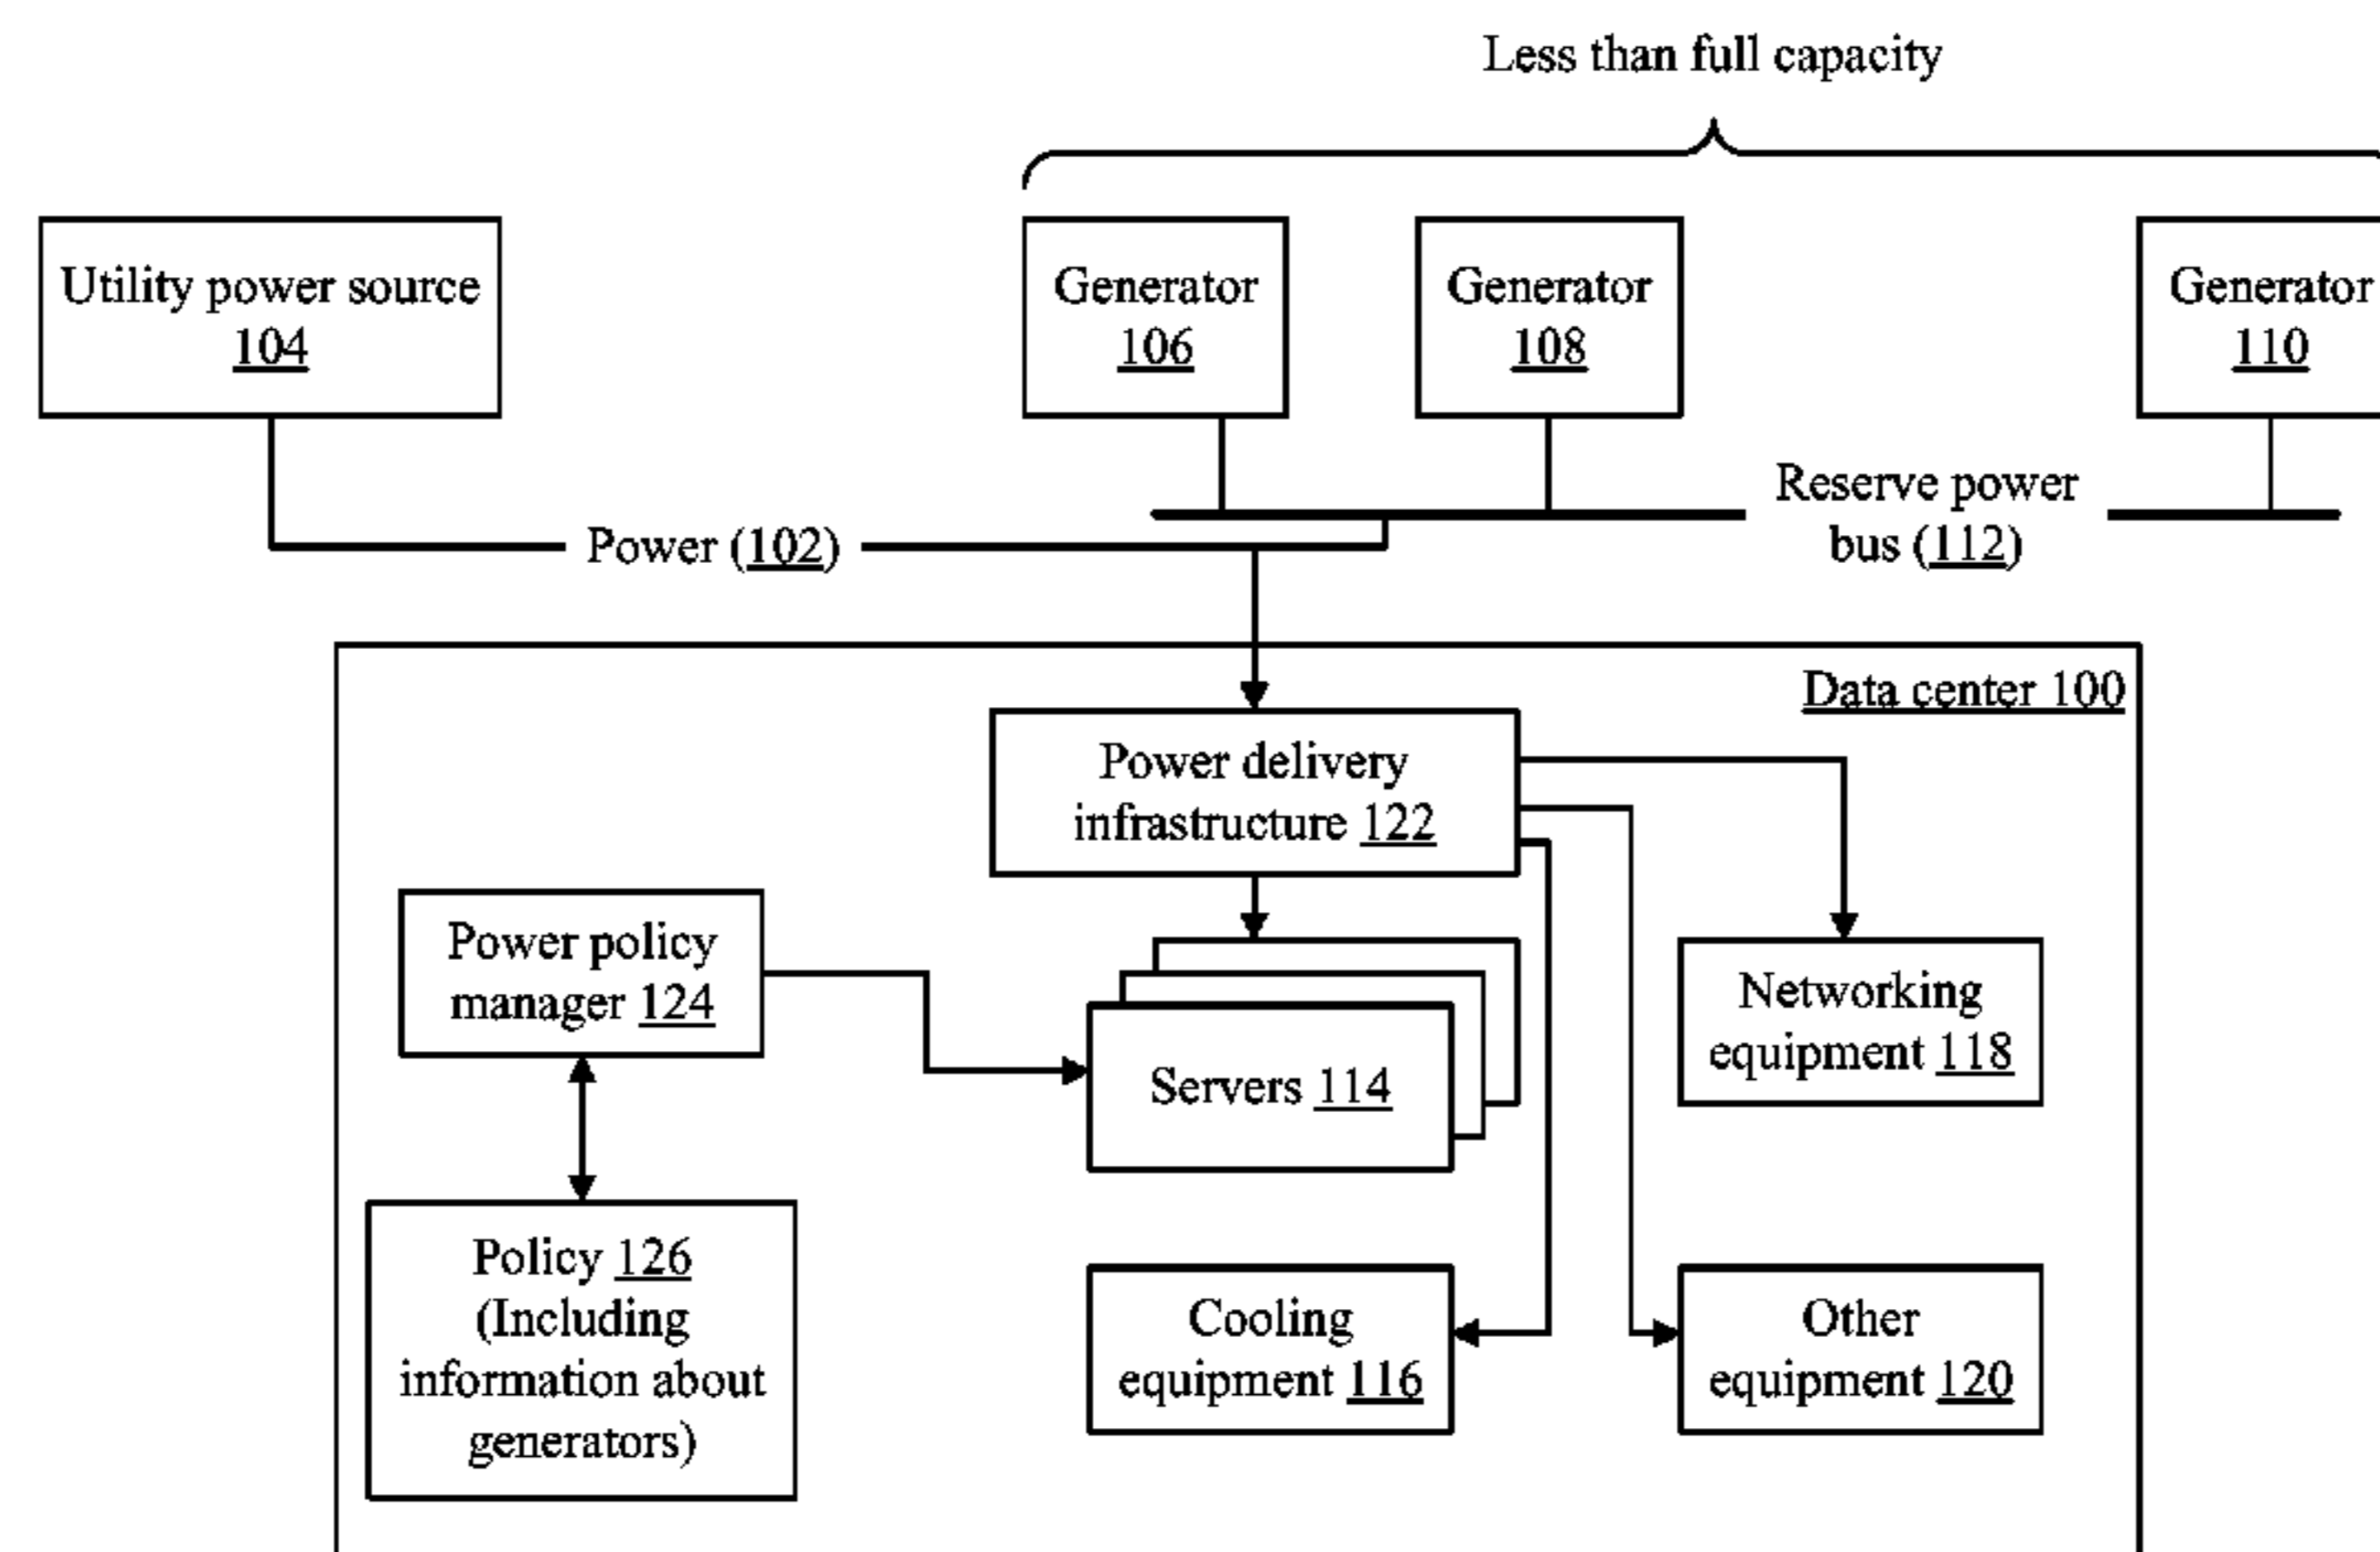 Less than full capacity
Utility power source
104
Generator
106
Generator
108
Generator
110
Reserve power
bus (112)
Power (102)
Data center 100
Power delivery
infrastructure 122
Power policy
manager 124
Networking
equipment 118
Servers 114
Policy 126
(Including
information about
generators)
Cooling
equipment 116
Other
equipment 120